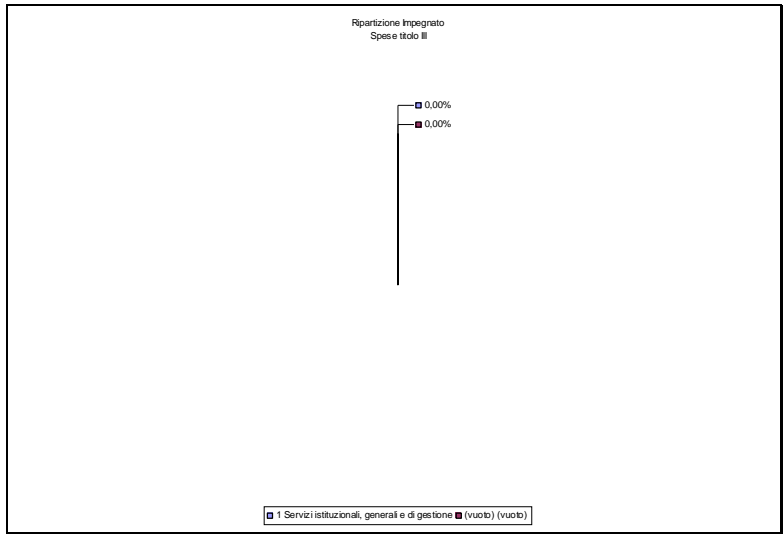 Ripartizione Impegnato
Spese titolo III
0,00%
0,00%
1 Servizi istituzionali, generali e di gestione (vuoto) (vuoto)